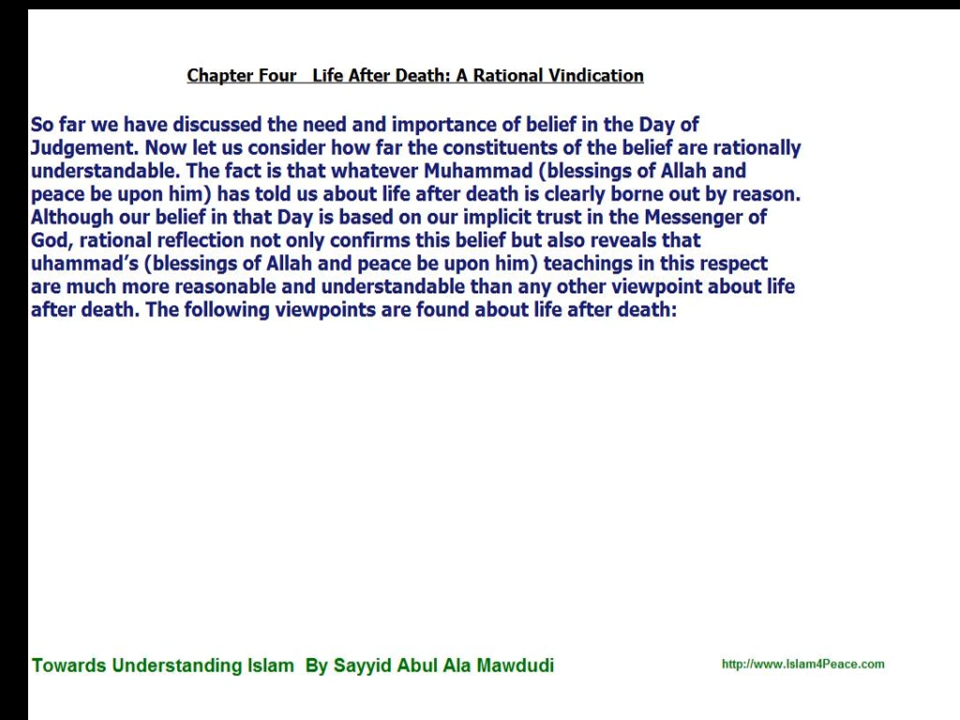 Chapter Four   Life After Death: A Rational Vindication
So far we have discussed the need and importance of belief in the Day of
Judgement. Now let us consider how far the constituents of the belief are rationally
understandable. The fact is that whatever Muhammad (blessings of Allah and
peace be upon him) has told us about life after death is clearly borne out by reason.
Although our belief in that Day is based on our implicit trust in the Messenger of
God, rational reflection not only confirms this belief but also reveals that
uhammad’s (blessings of Allah and peace be upon him) teachings in this respect
are much more reasonable and understandable than any other viewpoint about life
after death. The following viewpoints are found about life after death:
Towards Understanding Islam  By Sayyid Abul Ala Mawdudi
http://www.Islam4Peace.com